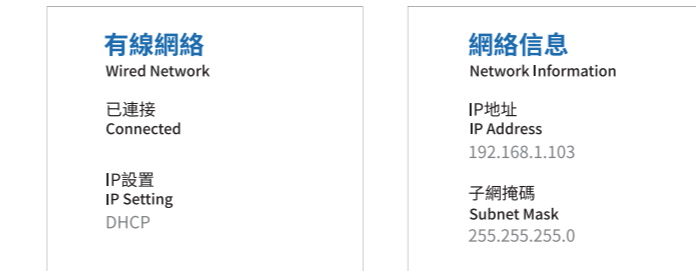 有線網絡
Wired Network
已連接
Connected
IP設置
IP Setting
DHCP
網絡信息
Network Information
IP地址
IP Address
192.168.1.103
子網掩碼
Subnet Mask
255.255.255.0